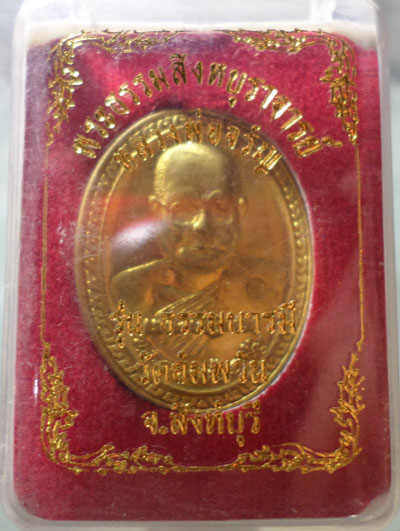 พระธรรมสิงหบุราจารย์
หลวงพ่อจรัญ
รุ่น ธรรมบารมี
วัดอัมพวัน
จ.สิงห์บุรี